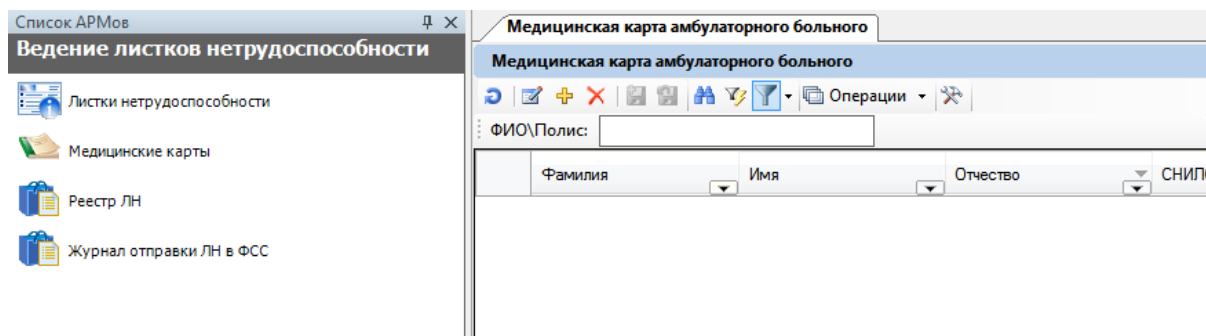 Список АРМов
Ведение листков нетрудоспособности
Листки нетрудоспособности
Медицинские карты
Реестр ЛН
Журнал отправки ЛН в ФСС
Медицинская карта амбулаторного больного
Медицинская карта амбулаторного больного
Операции
ФИО\Полис:
Фамилия Имя Отчество